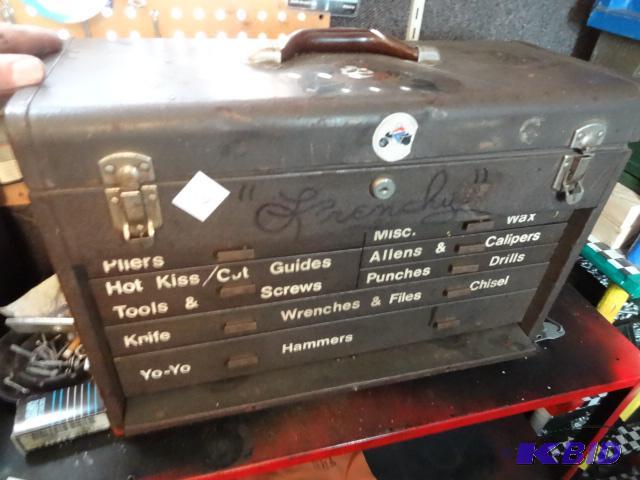 "Frenchy"
Pliers
Misc.
Wax
Hot Kiss/Cut Guides
Allens & Calipers
Tools & Screws
Punches Drills
Knife Wrenches & Files Chisel
Yo-Yo Hammers
K-BID